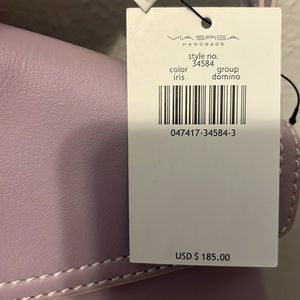 VIA SPIGA
HANDBAGS
style no.
34584
color group
iris domino
047417-34584-3
USD $ 185.00